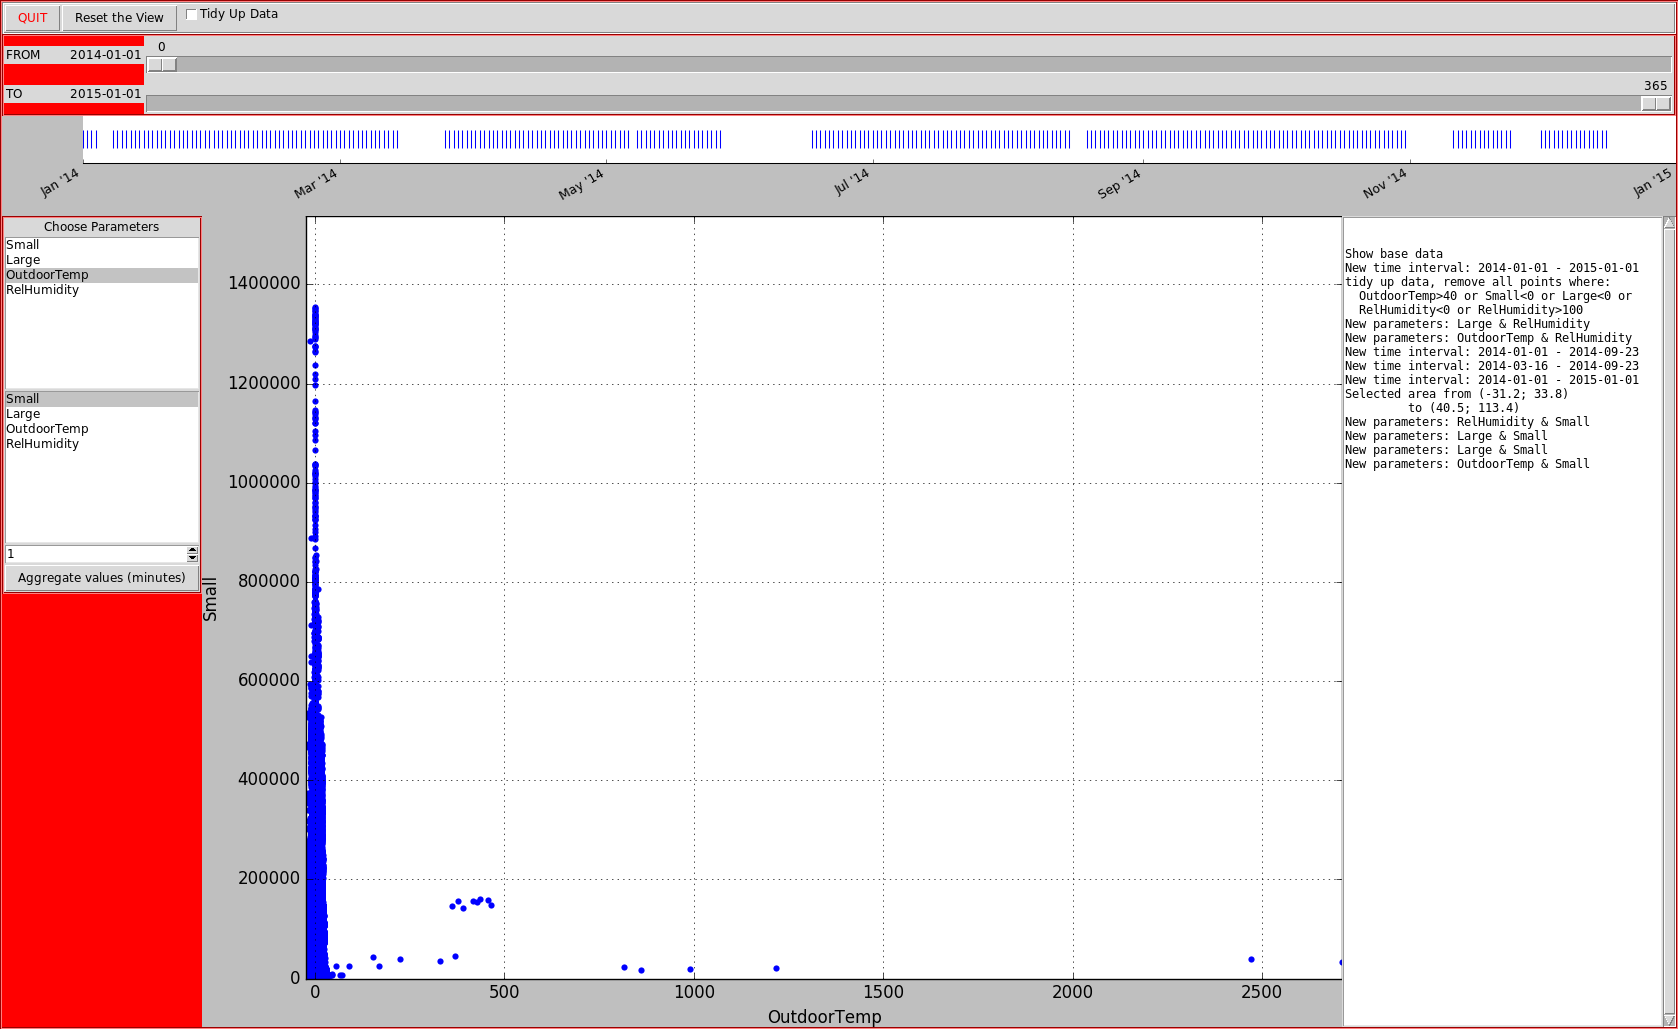 QUIT Reset the View Tidy Up Data
0
FROM 2014-01-01
365
TO 2015-01-01
Jan '14 Mar '14 May '14 Jul '14 Sep '14 Nov '14 Jan '15
Choose Parameters
Small
Large
OutdoorTemp
RelHumidity
Small
Large
OutdoorTemp
RelHumidity
1
Aggregate values (minutes)
Small
1400000
1200000
1000000
800000
600000
400000
200000
0
0 500 1000 1500 2000 2500
OutdoorTemp
Show base data
New time interval: 2014-01-01 - 2015-01-01
tidy up data, remove all points where:
OutdoorTemp>40 or Small<0 or Large<0 or
RelHumidity<0 or RelHumidity>100
New parameters: Large & RelHumidity
New parameters: OutdoorTemp & RelHumidity
New time interval: 2014-01-01 - 2014-09-23
New time interval: 2014-03-16 - 2014-09-23
New time interval: 2014-01-01 - 2015-01-01
Selected area from (-31.2; 33.8)
to (40.5; 113.4)
New parameters: RelHumidity & Small
New parameters: Large & Small
New parameters: Large & Small
New parameters: OutdoorTemp & Small